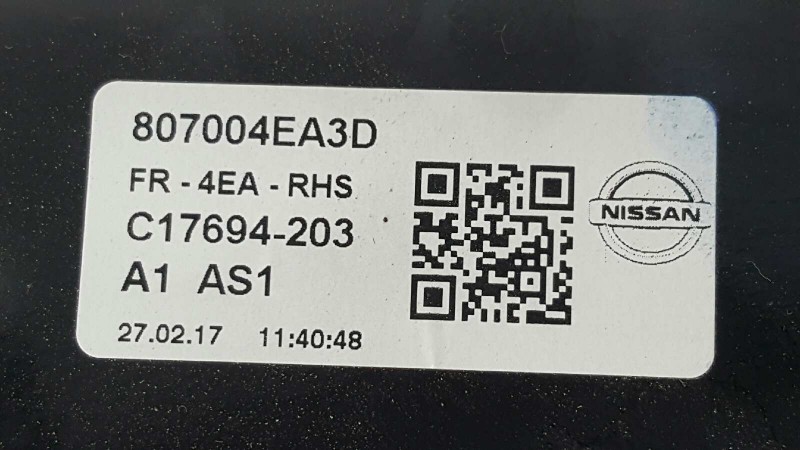 807004EA3D
FR - 4EA - RHS
C17694-203
A1 AS1
27.02.17 11:40:48
NISSAN